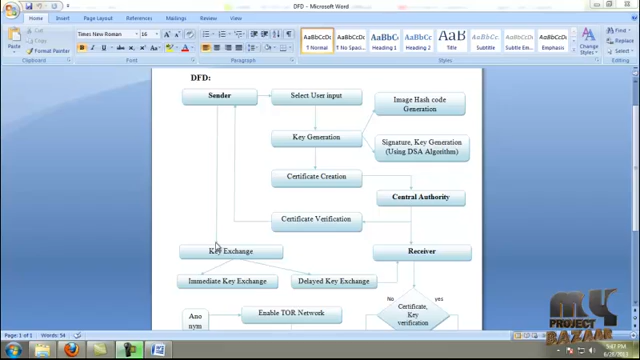 DFD - Microsoft Word
Home
Insert
Page Layout
References
Mailings
Review
View
Times New Roman
16
Paste
AaBbCcDc
AaBbCcDc
AaBbC
AaBbCc
AaB
AaBbCc.
AaBbCcDc
AaBbCcDc
1 Normal
1 No Spaci...
Heading 1
Heading 2
Title
Subtitle
Subtle Em...
Emphasis
Change Styles
Editing
Clipboard
Font
Paragraph
Styles
DFD:
Sender
Select User input
Image Hash code
Generation
Key Generation
Signature, Key Generation
(Using DSA Algorithm)
Certificate Creation
Central Authority
Certificate Verification
Key Exchange
Receiver
Immediate Key Exchange
Delayed Key Exchange
No
yes
Certificate,
Key
verification
Ano
nym
Enable TOR Network
MY
PROJECT
BAZAAR
Page: 1 of 1
Words: 54
5:47 PM